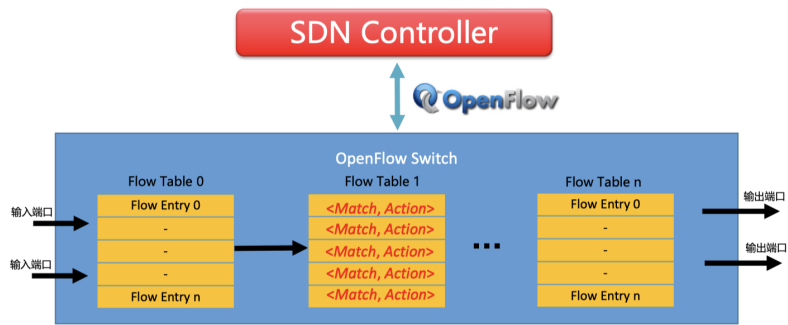 SDN Controller
OpenFlow
OpenFlow Switch
Flow Table 0
Flow Table 1
Flow Table n
输入端口
输入端口
Flow Entry 0
-
-
-
Flow Entry n
<Match, Action>
<Match, Action>
<Match, Action>
<Match, Action>
<Match, Action>
...
Flow Entry 0
-
-
-
Flow Entry n
输出端口
输出端口